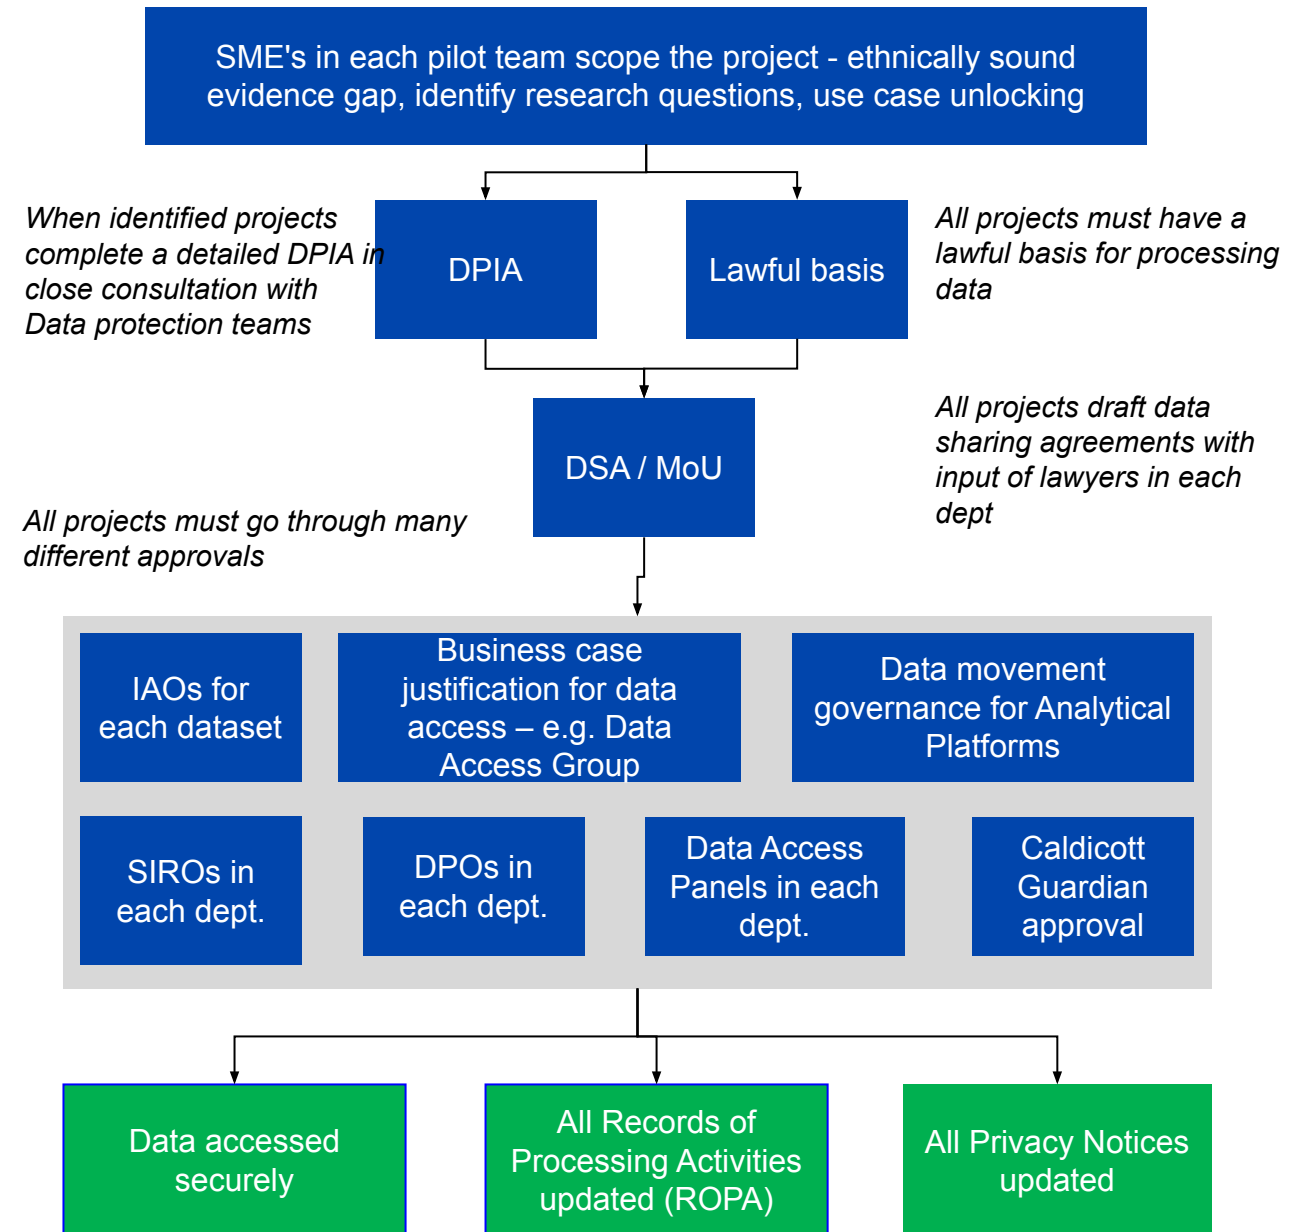 SME's in each pilot team scope the project - ethnically sound
evidence gap, identify research questions, use case unlocking
When identified projects
complete a detailed DPIA in
close consultation with
Data protection teams
DPIA
Lawful basis
All projects must have a
lawful basis for processing
data
DSA / MoU
All projects draft data
sharing agreements with
input of lawyers in each
dept
All projects must go through many
different approvals
IAOs for
each dataset
Business case
justification for data
access – e.g. Data
Access Group
Data movement
governance for Analytical
Platforms
SIROs in
each dept.
DPOs in
each dept.
Data Access
Panels in each
dept.
Caldicott
Guardian
approval
Data accessed
securely
All Records of
Processing Activities
updated (ROPA)
All Privacy Notices
updated